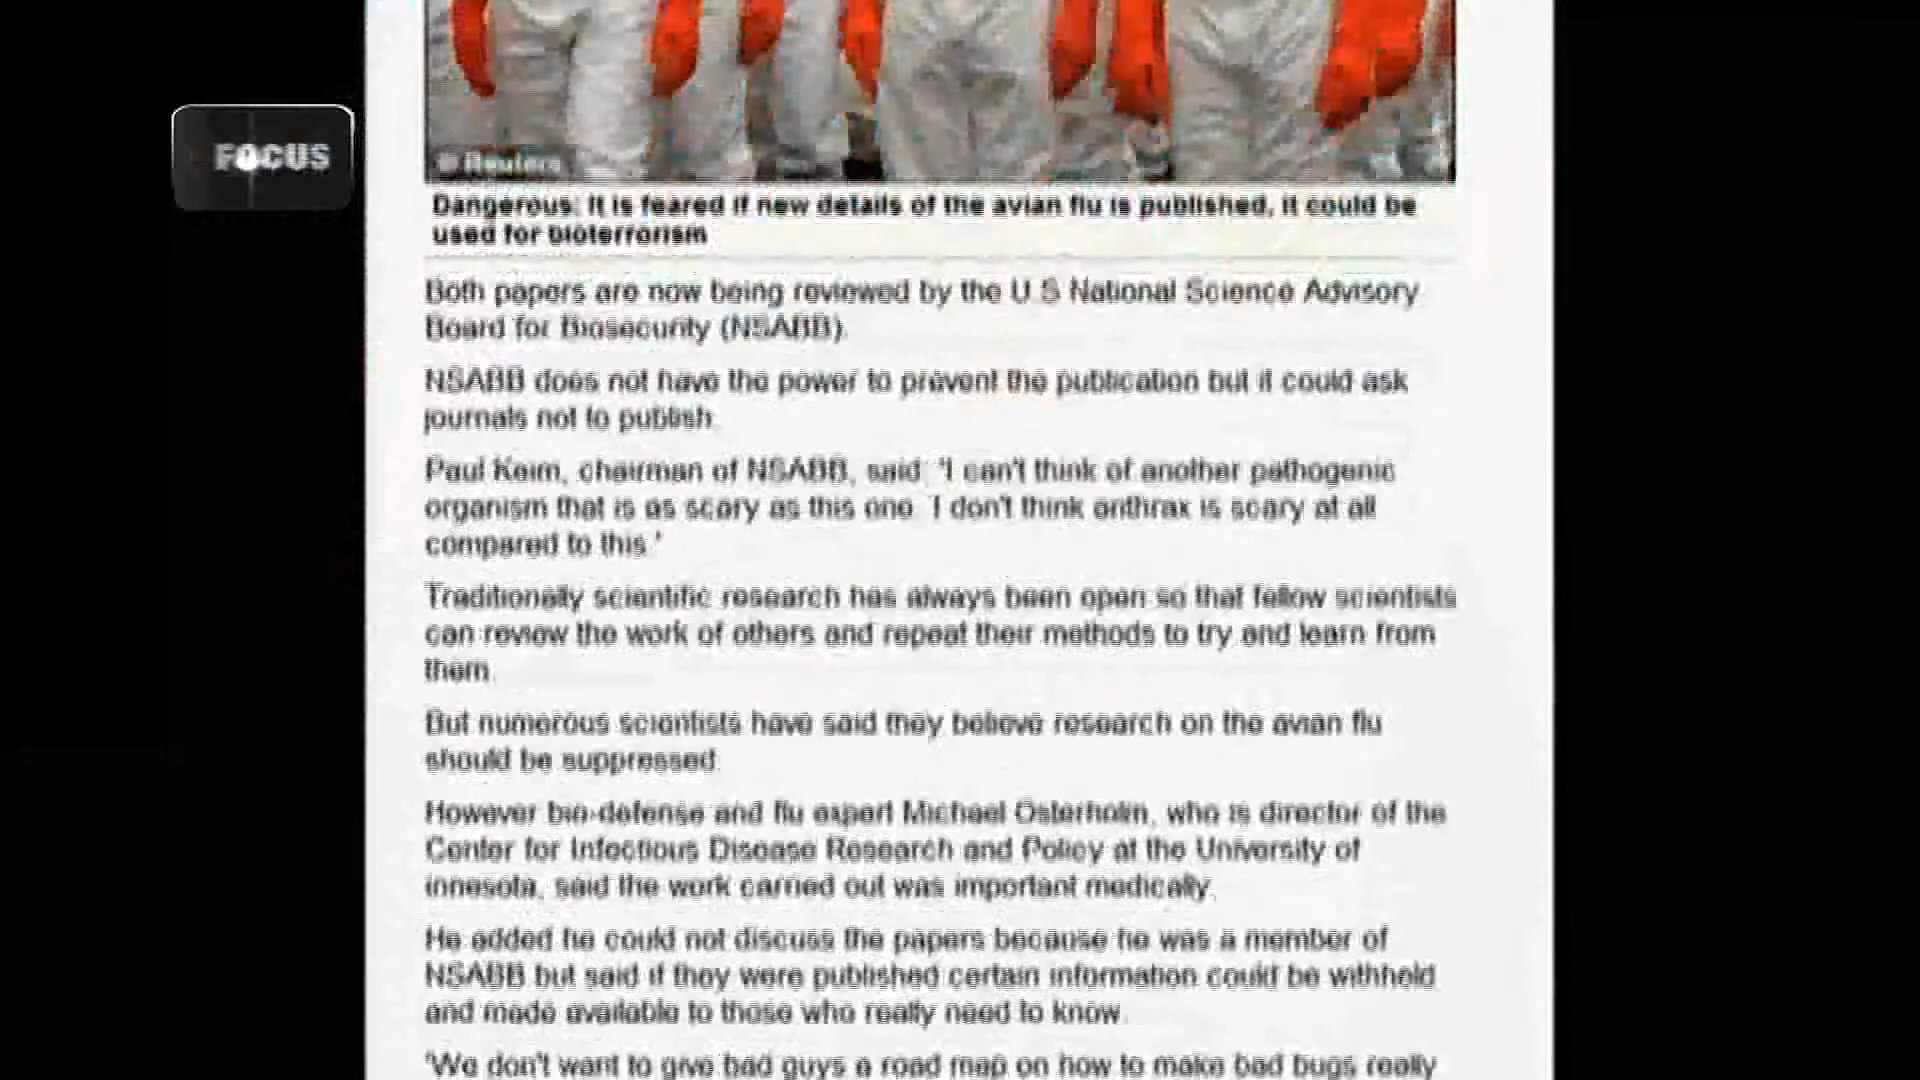 FOCUS
© Reuters
Dangerous: It is feared if new details of the avian flu is published, it could be
used for bioterrorism
Both papers are now being reviewed by the U.S National Science Advisory
Board for Biosecurity (NSABB).
NSABB does not have the power to prevent the publication but it could ask
journals not to publish.
Paul Keim, chairman of NSABB, said: 'I can't think of another pathogenic
organism that is as scary as this one. I don't think anthrax is scary at all
compared to this.'
Traditionally scientific research has always been open so that fellow scientists
can review the work of others and repeat their methods to try and learn from
them.
But numerous scientists have said they believe research on the avian flu
should be suppressed.
However bio-defense and flu expert Michael Osterholm, who is director of the
Center for Infectious Disease Research and Policy at the University of
innesota, said the work carried out was important medically.
He added he could not discuss the papers because he was a member of
NSABB but said if they were published certain information could be withheld
and made available to those who really need to know.
'We don't want to give bad guys a road map on how to make bad bugs really